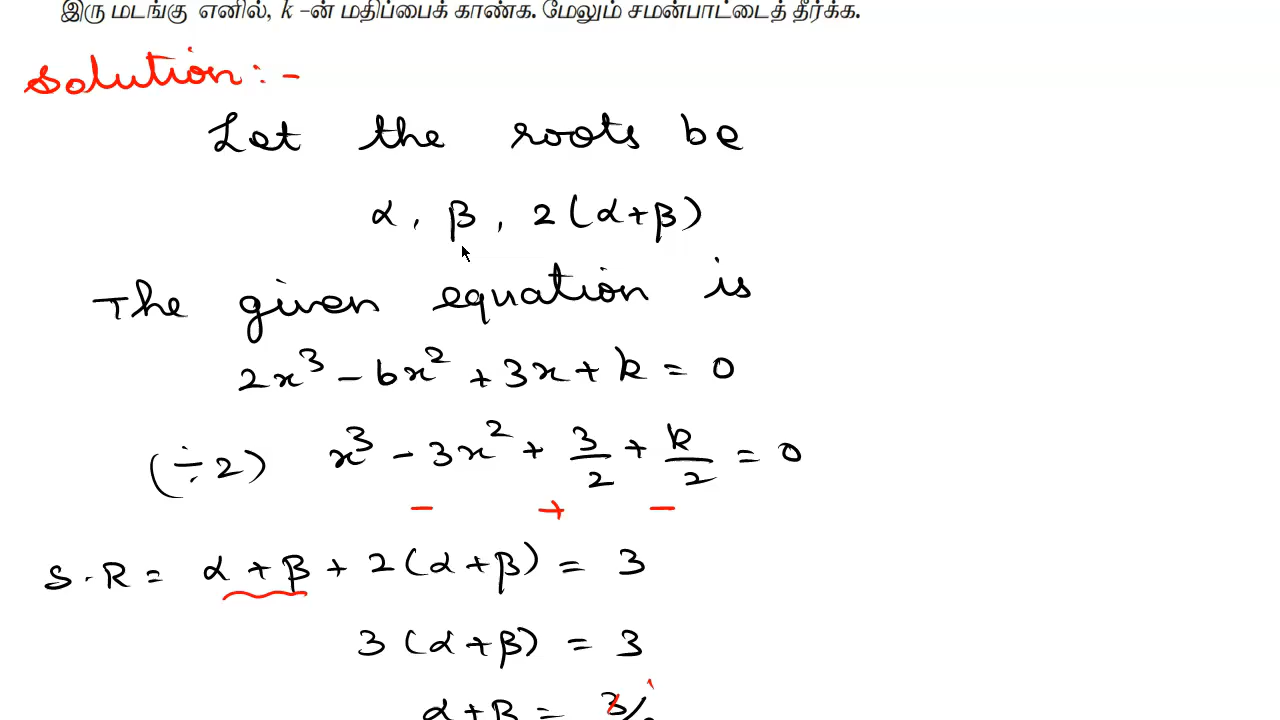 இரு மடங்கு எனில், k -ன் மதிப்பைக் காண்க. மேலும் சமன்பாட்டைத் தீர்க்க.
Solution:-
Let the roots be
α, β, 2(α+β)
The given equation is
2x³ - 6x² + 3x + k = 0
(÷2) x³ - 3x² + 3/2 + k/2 = 0
- + -
S.R = α + β + 2(α+β) = 3
3(α+β) = 3
α+β = 3/